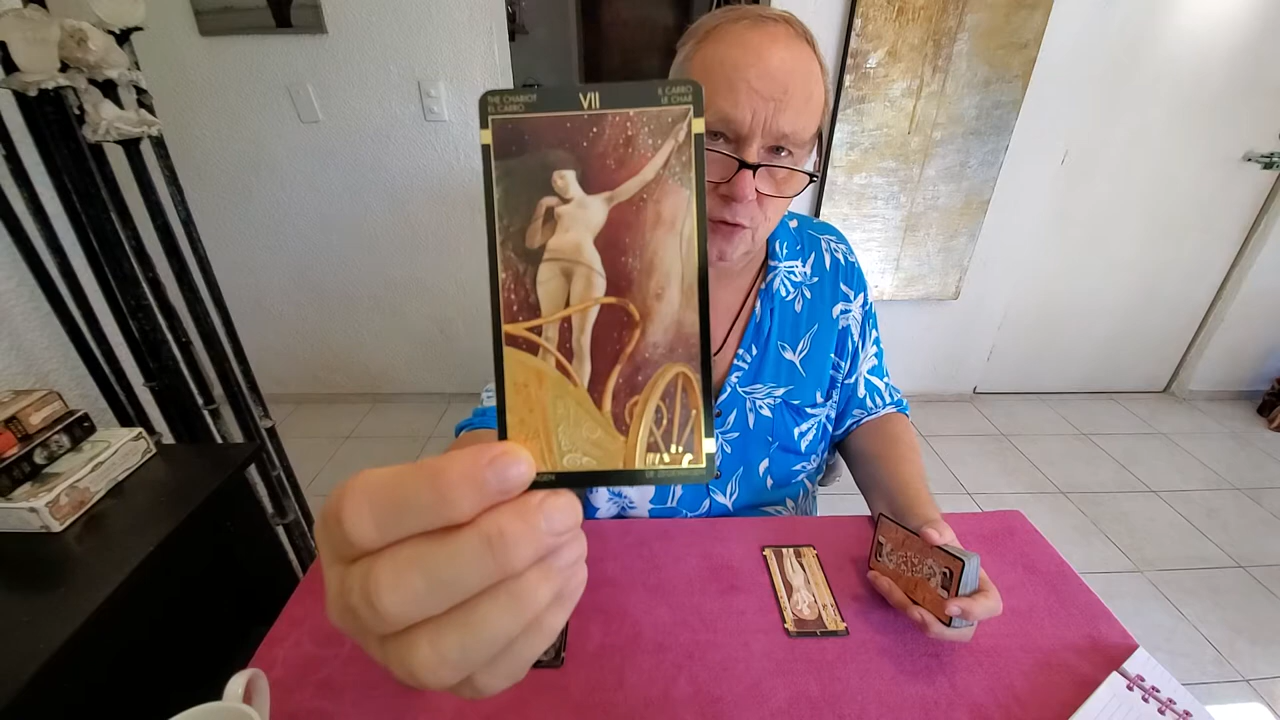 THE CHARIOT
EL CARRO
VII
IL CARRO
LE CHAR